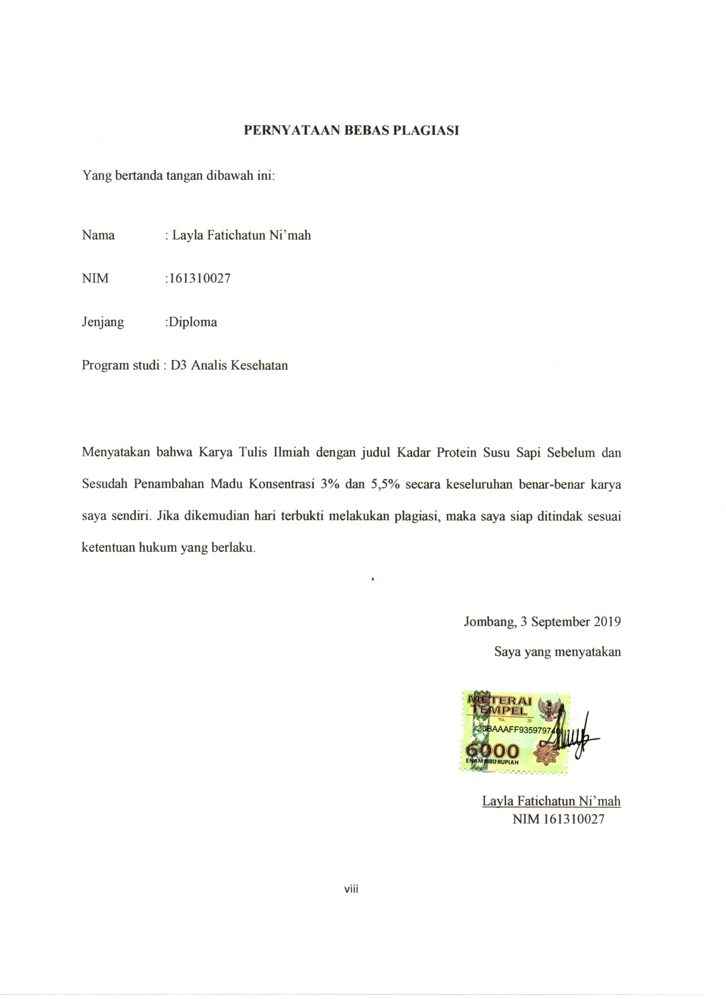 PERNYATAAN BEBAS PLAGIASI
Yang bertanda tangan dibawah ini:
Nama : Layla Fatichatun Ni’mah
NIM :161310027
Jenjang :Diploma
Program studi : D3 Analis Kesehatan
Menyatakan bahwa Karya Tulis Ilmiah dengan judul Kadar Protein Susu Sapi Sebelum dan
Sesudah Penambahan Madu Konsentrasi 3% dan 5,5% secara keseluruhan benar-benar karya
saya sendiri. Jika dikemudian hari terbukti melakukan plagiasi, maka saya siap ditindak sesuai
ketentuan hukum yang berlaku.
Jombang, 3 September 2019
Saya yang menyatakan
METERAI
TEMPEL
TGL. 20
6000
ENAM RIBU RUPIAH
Layla Fatichatun Ni’mah
NIM 161310027
viii